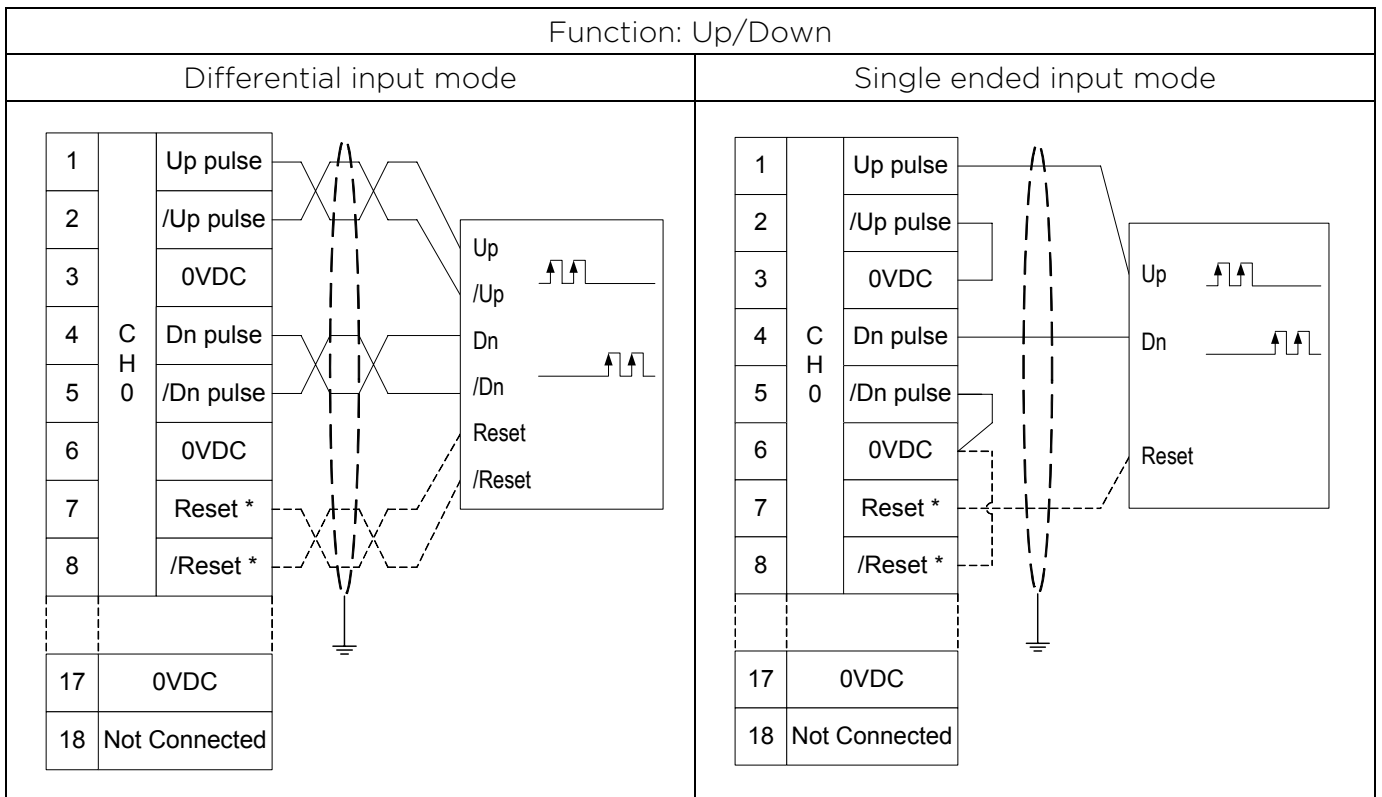 Function: Up/Down
Differential input mode
Single ended input mode
1
Up pulse
2
/Up pulse
3
0VDC
4
Dn pulse
5
/Dn pulse
6
0VDC
7
Reset *
8
/Reset *
C
H
0
17
0VDC
18
Not Connected
Up
/Up
Dn
/Dn
Reset
/Reset
1
Up pulse
2
/Up pulse
3
0VDC
4
Dn pulse
5
/Dn pulse
6
0VDC
7
Reset *
8
/Reset *
C
H
0
17
0VDC
18
Not Connected
Up
Dn
Reset